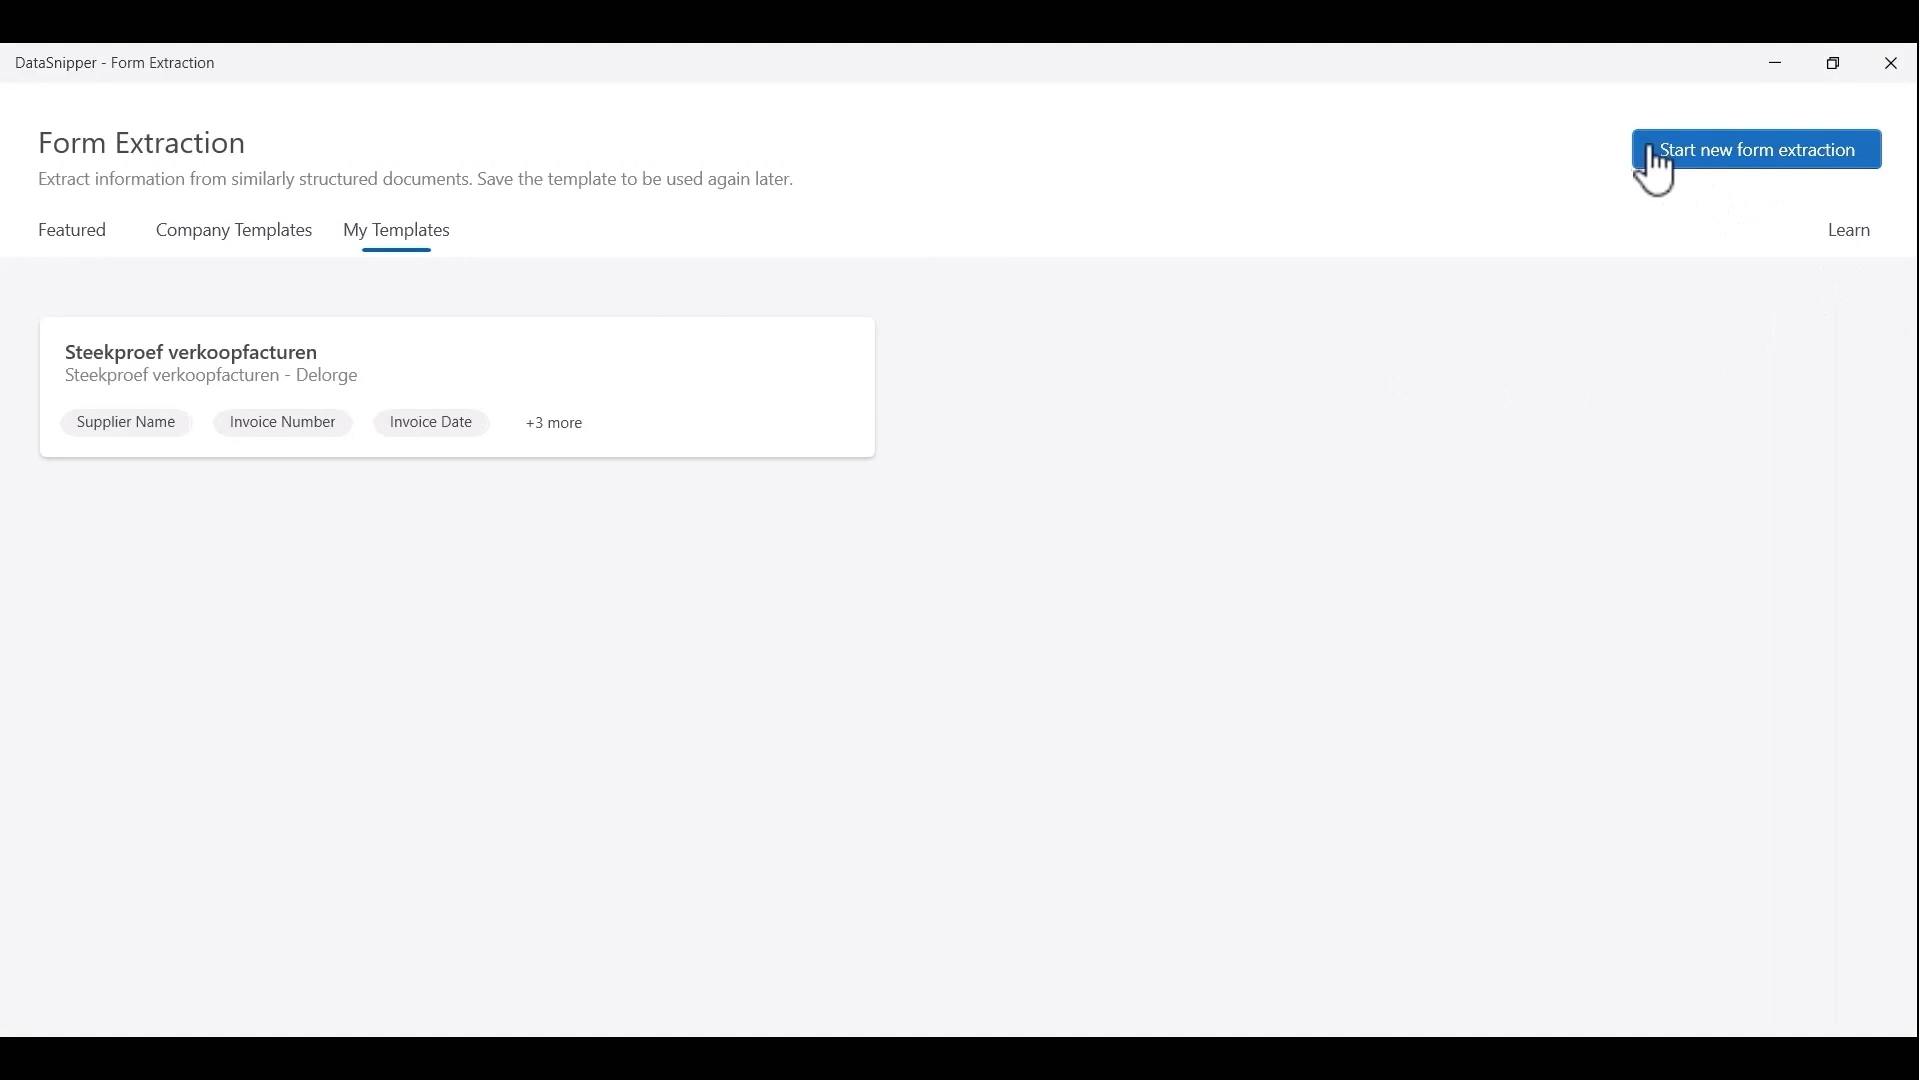 DataSnipper - Form Extraction
Form Extraction
Start new form extraction
Extract information from similarly structured documents. Save the template to be used again later.
Featured Company Templates My Templates Learn
Steekproef verkoopfacturen
Steekproef verkoopfacturen - Delorge
Supplier Name Invoice Number Invoice Date +3 more